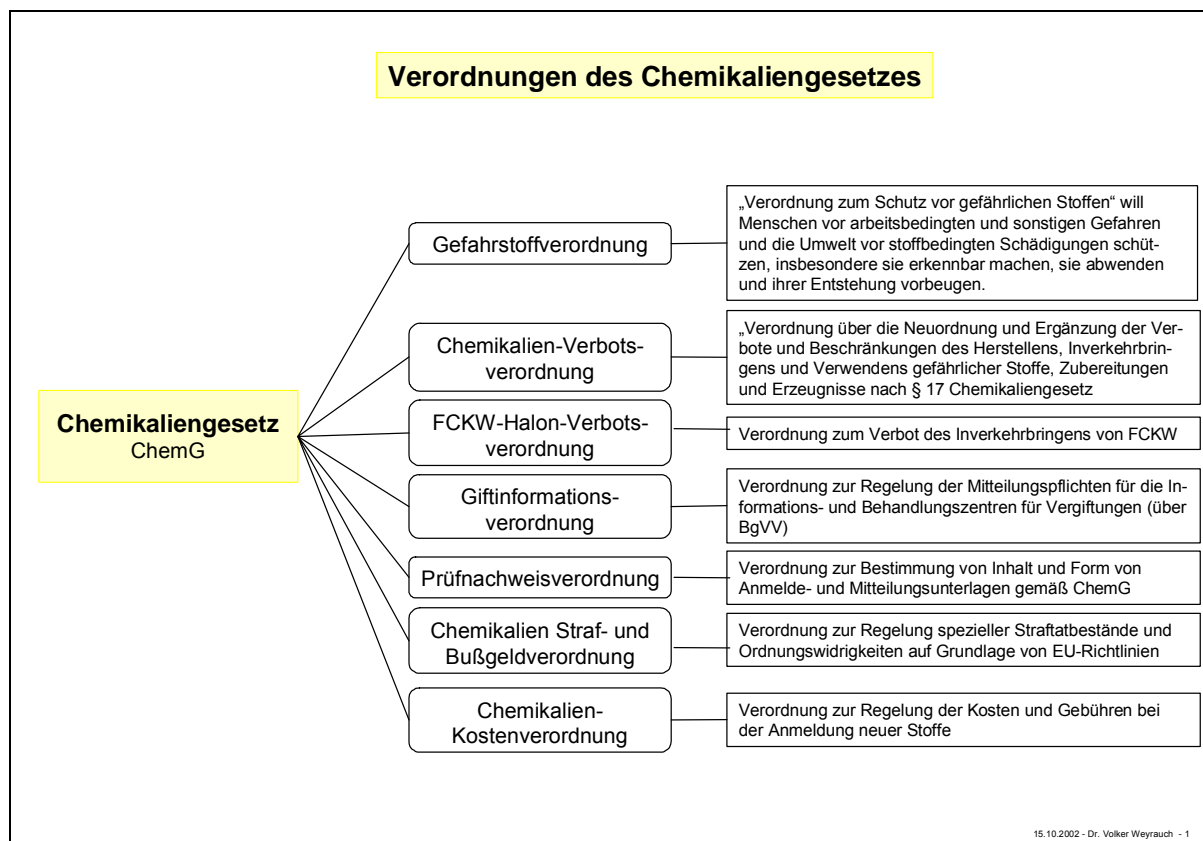 Verordnungen des Chemikaliengesetzes
Chemikaliengesetz
ChemG
Gefahrstoffverordnung
„Verordnung zum Schutz vor gefährlichen Stoffen“ will
Menschen vor arbeitsbedingten und sonstigen Gefahren
und die Umwelt vor stoffbedingten Schädigungen schüt-
zen, insbesondere sie erkennbar machen, sie abwenden
und ihrer Entstehung vorbeugen.
Chemikalien-Verbots-
verordnung
„Verordnung über die Neuordnung und Ergänzung der Ver-
bote und Beschränkungen des Herstellens, Inverkehrbrin-
gens und Verwendens gefährlicher Stoffe, Zubereitungen
und Erzeugnisse nach § 17 Chemikaliengesetz
FCKW-Halon-Verbots-
verordnung
Verordnung zum Verbot des Inverkehrbringens von FCKW
Giftinformations-
verordnung
Verordnung zur Regelung der Mitteilungspflichten für die In-
formations- und Behandlungszentren für Vergiftungen (über
BgVV)
Prüfnachweisverordnung
Verordnung zur Bestimmung von Inhalt und Form von
Anmelde- und Mitteilungsunterlagen gemäß ChemG
Chemikalien Straf- und
Bußgeldverordnung
Verordnung zur Regelung spezieller Straftatbestände und
Ordnungswidrigkeiten auf Grundlage von EU-Richtlinien
Chemikalien-
Kostenverordnung
Verordnung zur Regelung der Kosten und Gebühren bei
der Anmeldung neuer Stoffe
15.10.2002 - Dr. Volker Weyrauch - 1